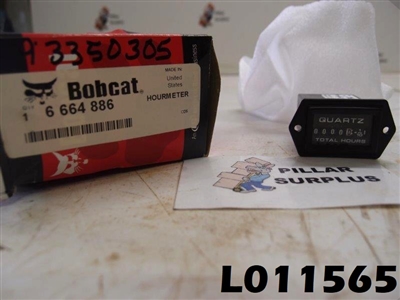 A3350305
MADE IN
United
States
Bobcat
HOURMETER
1 6 664 886
QUARTZ
TOTAL HOURS
PILLAR
SURPLUS
L011565